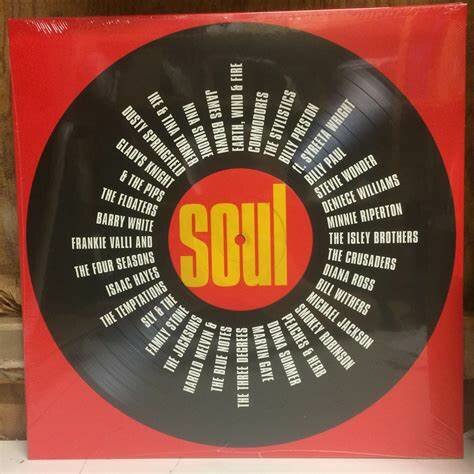 soul
EARTH, WIND & FIRE
COMMODORES
THE STYLISTICS
BILLY PRESTON
T. STREET WRIGHT
BILLY PAUL
STEVIE WONDER
DENIECE WILLIAMS
MINNIE RIPERTON
THE ISLEY BROTHERS
THE CRUSADERS
DIANA ROSS
BILL WITHERS
MICHAEL JACKSON
SMOKEY ROBINSON
PEACHES & HERB
DONNA SUMMER
MARVIN GAYE
THE THREE DEGREES
HAROLD MELVIN &
THE BLUE NOTES
THE JACKSONS
SLY & THE
FAMILY STONE
THE TEMPTATIONS
ISAAC HAYES
FRANKIE VALLI AND
THE FOUR SEASONS
BARRY WHITE
THE FLOATERS
GLADYS KNIGHT
& THE PIPS
DUSTY SPRINGFIELD
IKE & TINA TURNER
NINA SIMONE
JAMES BROWN